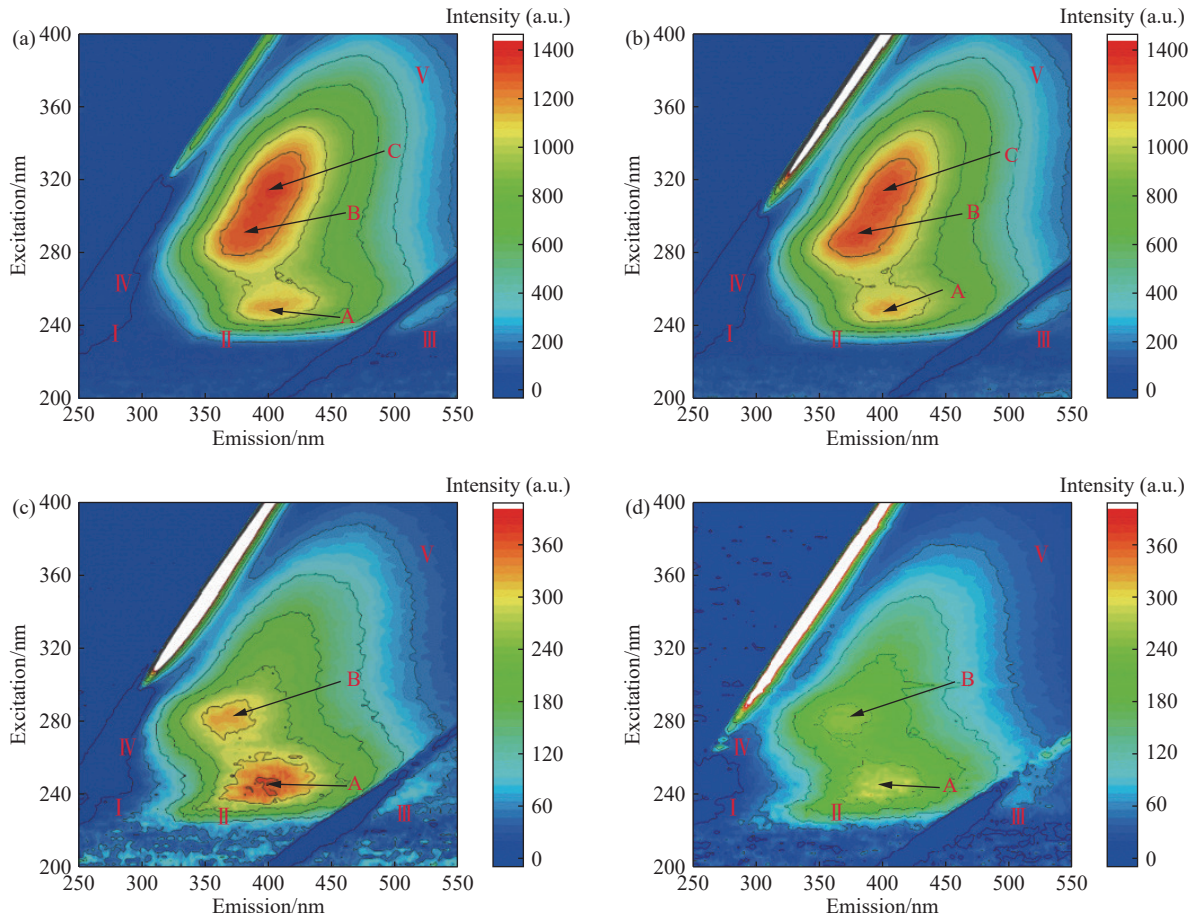 Intensity (a.u.)
(a)
400
360
320
280
240
200
Excitation/nm
250 300 350 400 450 500 550
Emission/nm
V
C
B
A
Ⅳ
Ⅰ
Ⅱ
Ⅲ
1400
1200
1000
800
600
400
200
0
Intensity (a.u.)
(b)
400
360
320
280
240
200
Excitation/nm
250 300 350 400 450 500 550
Emission/nm
V
C
B
A
Ⅳ
Ⅰ
Ⅱ
Ⅲ
1400
1200
1000
800
600
400
200
0
Intensity (a.u.)
(c)
400
360
320
280
240
200
Excitation/nm
250 300 350 400 450 500 550
Emission/nm
V
B
A
Ⅳ
Ⅰ
Ⅱ
Ⅲ
360
300
240
180
120
60
0
Intensity (a.u.)
(d)
400
360
320
280
240
200
Excitation/nm
250 300 350 400 450 500 550
Emission/nm
V
B
A
Ⅳ
Ⅰ
Ⅱ
Ⅲ
360
300
240
180
120
60
0